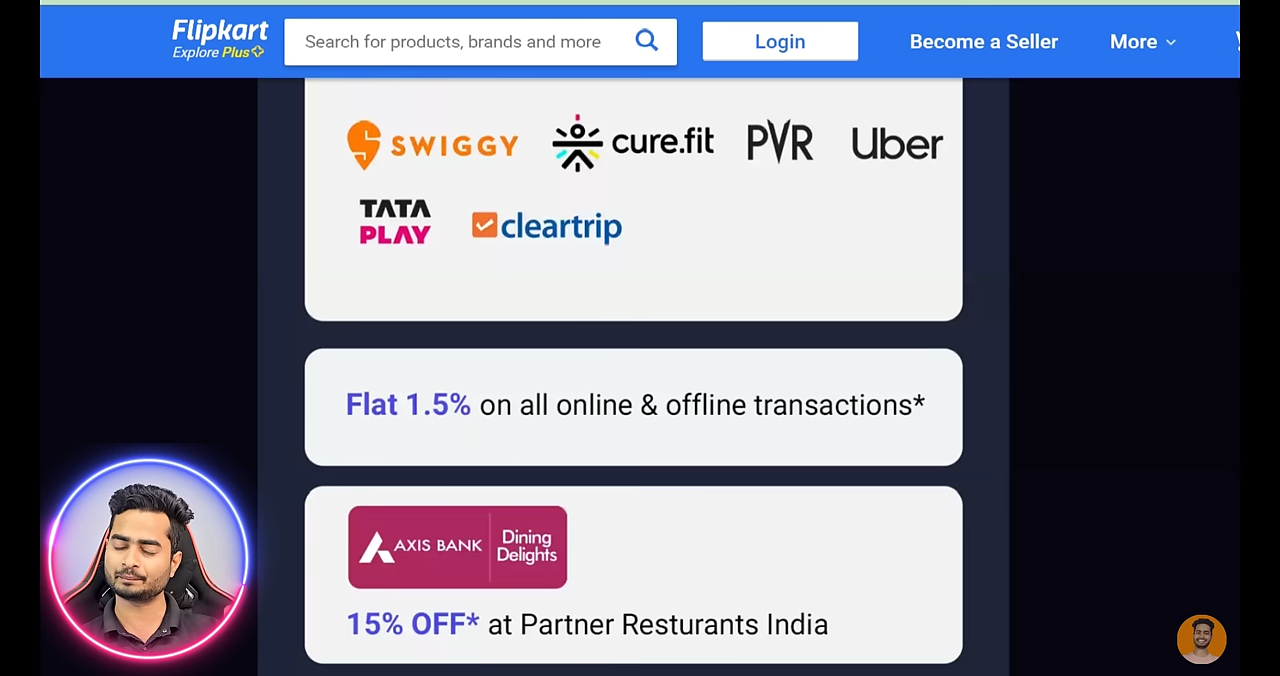 Flipkart
Explore Plus
Search for products, brands and more
Login
Become a Seller
More
SWIGGY
cure.fit
PVR
Uber
TATA
PLAY
cleartrip
Flat 1.5% on all online & offline transactions*
AXIS BANK
Dining
Delights
15% OFF* at Partner Resturants India